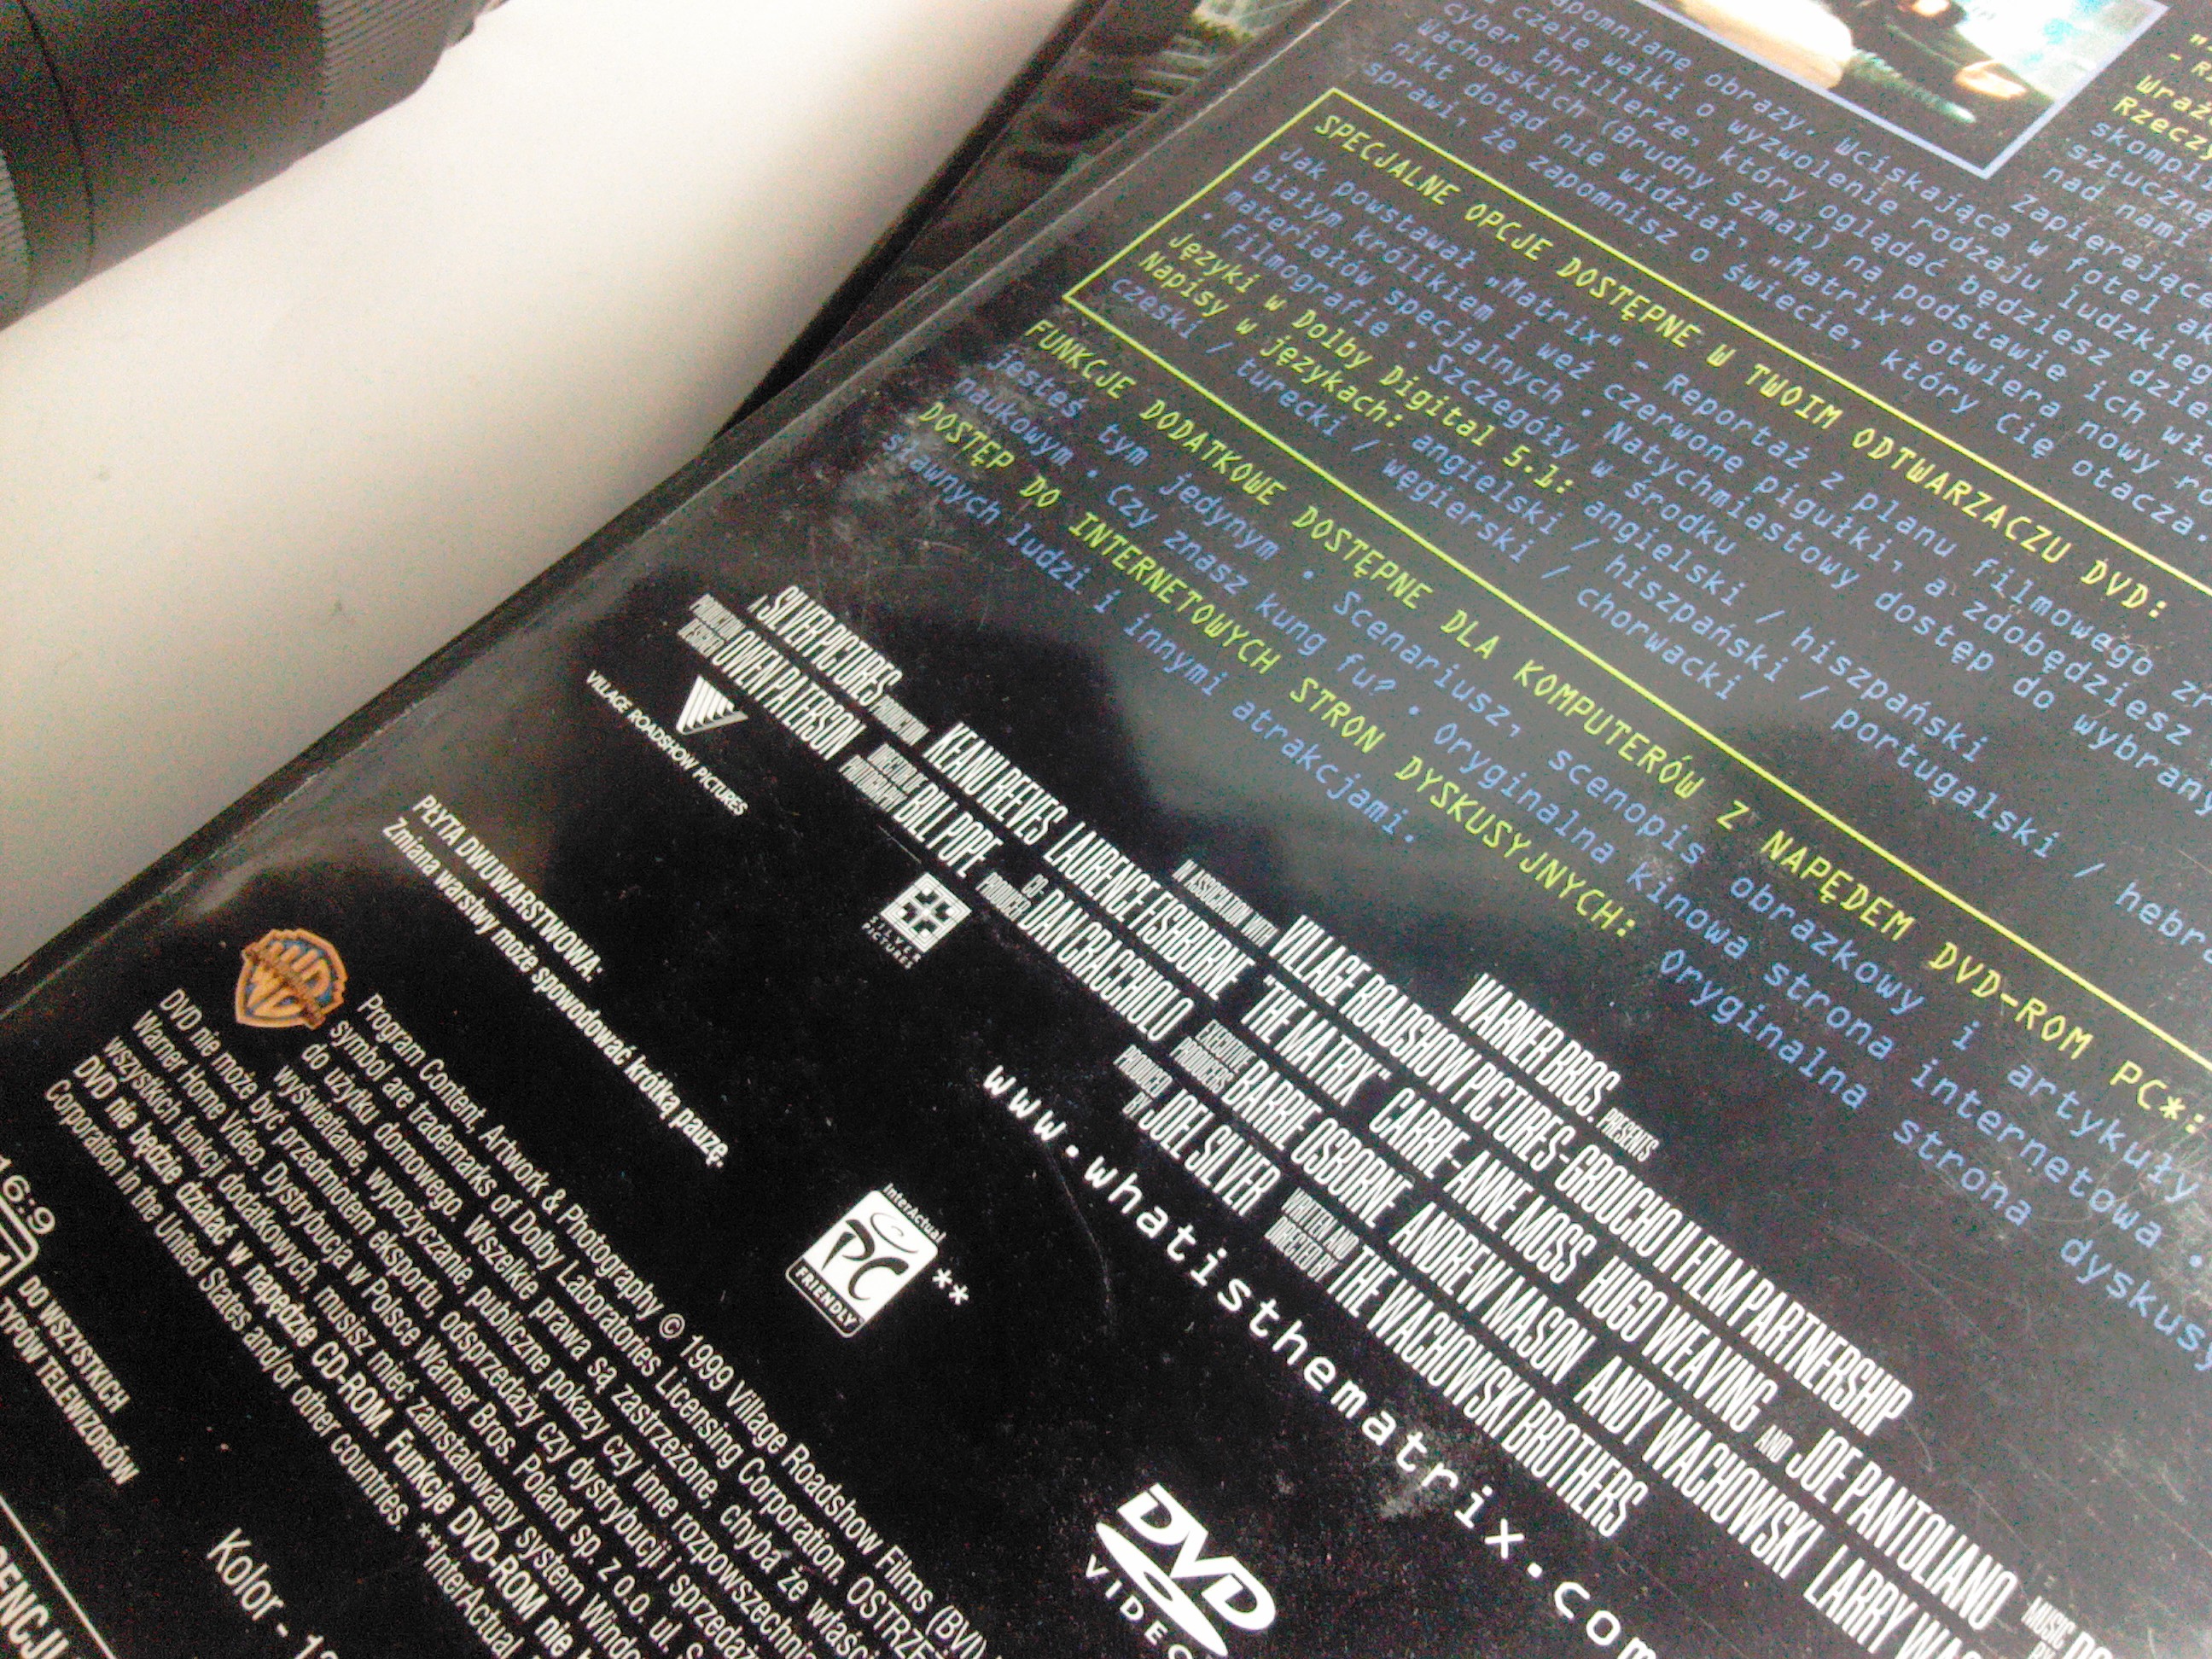 apomniane obrazy. Wciskająca w fotel
czele walki o wyzwolenie rodzaju ludzkieg
cyber thrillerze, który oglądać będziesz
Wachowskich (Brudny szmal) na podstawie ich
nikt dotąd nie widział, „Matrix" otwiera nowy
sprawi, że zapomnisz o świecie, który Cię otacza.
Rzeczy
nad nami
SPECJALNE OPCJE DOSTĘPNE W TWOIM ODTWARZACZU DVD:
Jak powstawał „Matrix" - Reportaż z planu filmowego
białym królikiem i weź czerwone pigułki, a zdobędziesz
materiałów specjalnych • Natychmiastowy dostęp do wybrany
• Filmografie • Szczegóły w środku
Języki w Dolby Digital 5.1: angielski / hiszpański
Napisy w językach: angielski / hiszpański / portugalski / hebra
czeski / turecki / węgierski / chorwacki
FUNKCJE DODATKOWE DOSTĘPNE DLA KOMPUTERÓW Z NAPĘDEM DVD-ROM PC*:
jesteś tym jedynym • Scenariusz, scenopis obrazkowy i artykuły
naukowym • Czy znasz kung fu? • Oryginalna kinowa strona internetowa •
DOSTĘP DO INTERNETOWYCH STRON DYSKUSYJNYCH: Oryginalna strona dyskusy
sławnych ludzi i innymi atrakcjami.
WARNER BROS. PRESENTS
IN ASSOCIATION WITH VILLAGE ROADSHOW PICTURES - GROUCHO II FILM PARTNERSHIP
SILVER PICTURES PRODUCTION KEANU REEVES LAURENCE FISHBURNE "THE MATRIX" CARRIE-ANNE MOSS HUGO WEAVING AND JOE PANTOLIANO MUSIC BY
PRODUCTION DESIGNER OWEN PATERSON DIRECTOR OF PHOTOGRAPHY BILL POPE CO-PRODUCER DAN CRACCHIOLO EXECUTIVE PRODUCERS BARRIE OSBORNE ANDREW MASON ANDY WACHOWSKI LARRY
PRODUCED BY JOEL SILVER WRITTEN AND DIRECTED BY THE WACHOWSKI BROTHERS
VILLAGE ROADSHOW PICTURES
SILVER PICTURES
www.whatisthematrix.com
PŁYTA DWUWARSTWOWA:
Zmiana warstwy może spowodować krótką pauzę.
InterActual
PC
FRIENDLY
**
DVD
VIDEO
Program Content, Artwork & Photography © 1999 Village Roadshow Films (BVI)
symbol are trademarks of Dolby Laboratories Licensing Corporation. OSTRZE
do użytku domowego. Wszelkie prawa są zastrzeżone, chyba że właści
wyświetlanie, wypożyczanie, publiczne pokazy czy inne rozpowszechnia
DVD nie może być przedmiotem eksportu, odsprzedaży czy dystrybucji i sprzedaż
Warner Home Video. Dystrybucja w Polsce Warner Bros. Poland sp. z o.o. ul.
wszystkich funkcji dodatkowych, musisz mieć zainstalowany system Windo
DVD nie będzie działać w napędzie CD-ROM. Funkcje DVD-ROM nie
Corporation in the United States and/or other countries. **InterActual
16:9
DO WSZYSTKICH
TYPÓW TELEWIZORÓW
Kolor - 
ENCJI